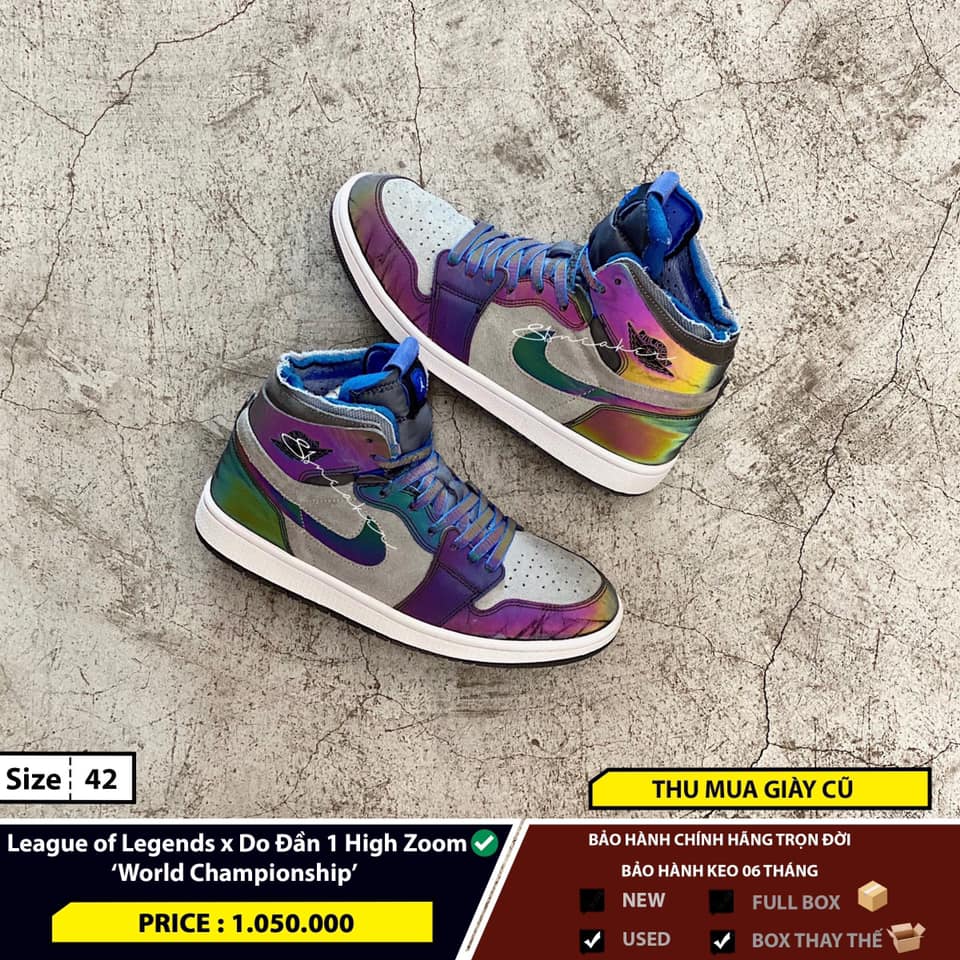 Sneaker
Sneaker
Size 42
THU MUA GIÀY CŨ
League of Legends x Do Đần 1 High Zoom
‘World Championship’
PRICE : 1.050.000
BẢO HÀNH CHÍNH HÃNG TRỌN ĐỜI
BẢO HÀNH KEO 06 THÁNG
NEW
FULL BOX
USED
BOX THAY THẾ